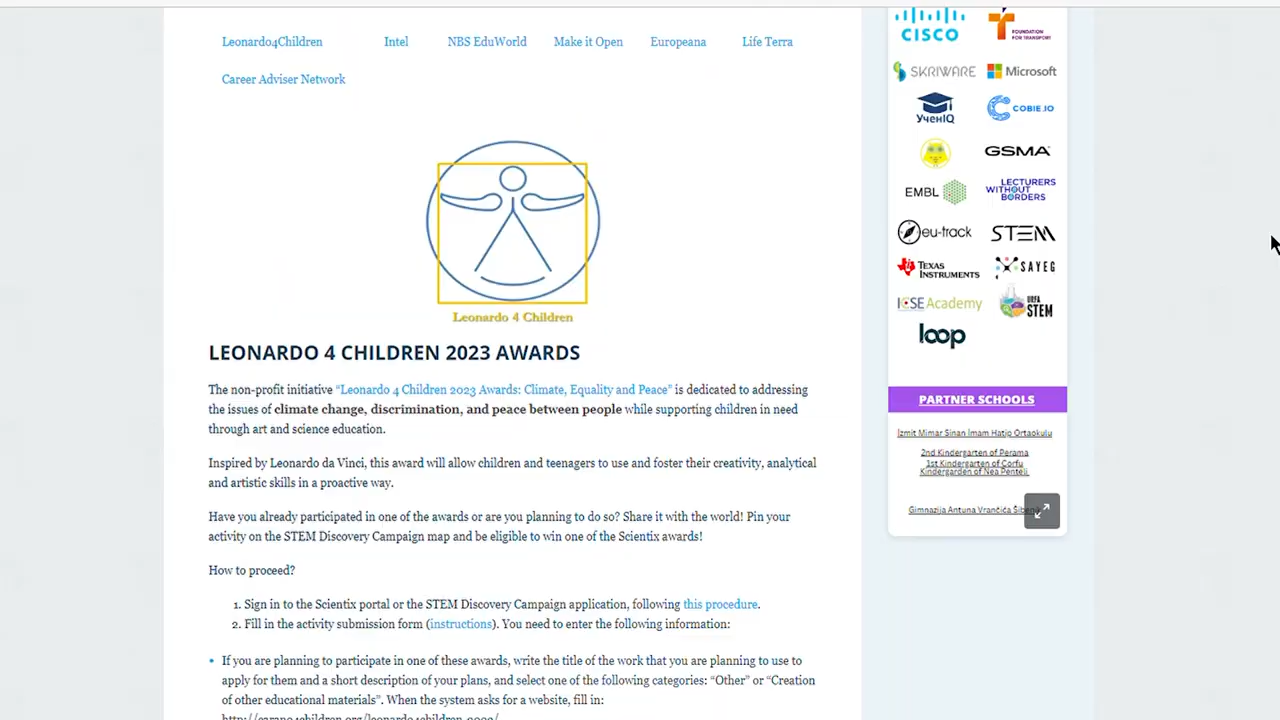 Leonardo4Children Intel NBS EduWorld Make it Open Europeana Life Terra
Career Adviser Network
Leonardo 4 Children
LEONARDO 4 CHILDREN 2023 AWARDS
The non-profit initiative “Leonardo 4 Children 2023 Awards: Climate, Equality and Peace” is dedicated to addressing
the issues of climate change, discrimination, and peace between people while supporting children in need
through art and science education.
Inspired by Leonardo da Vinci, this award will allow children and teenagers to use and foster their creativity, analytical
and artistic skills in a proactive way.
Have you already participated in one of the awards or are you planning to do so? Share it with the world! Pin your
activity on the STEM Discovery Campaign map and be eligible to win one of the Scientix awards!
How to proceed?
1. Sign in to the Scientix portal or the STEM Discovery Campaign application, following this procedure.
2. Fill in the activity submission form (instructions). You need to enter the following information:
• If you are planning to participate in one of these awards, write the title of the work that you are planning to use to
apply for them and a short description of your plans, and select one of the following categories: “Other” or “Creation
of other educational materials”. When the system asks for a website, fill in:
CISCO
FOUNDATION
FOR TRANSPORT
SKRIWARE Microsoft
УченIQ COBIE.IO
GSMA
EMBL LECTURERS
WITHOUT
BORDERS
eu-track STEM
TEXAS
INSTRUMENTS SAYEG
ICSE Academy URFA
STEM
loop
PARTNER SCHOOLS
İzmit Mimar Sinan İmam Hatip Ortaokulu
2nd Kindergarten of Perama
1st Kindergarten of Corfu
Kindergarden of Nea Penteli
Gimnazija Antuna Vrančića